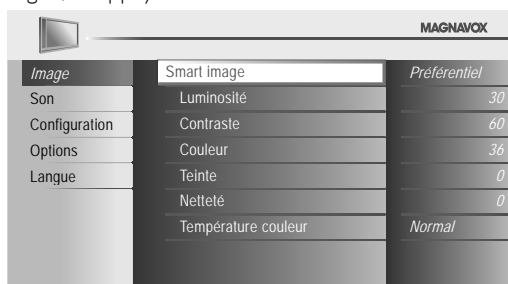 MAGNAVOX
Image Smart image Préférentiel
Son Luminosité 30
Configuration Contraste 60
Options Couleur 36
Langue Teinte 0
Netteté 0
Température couleur Normal